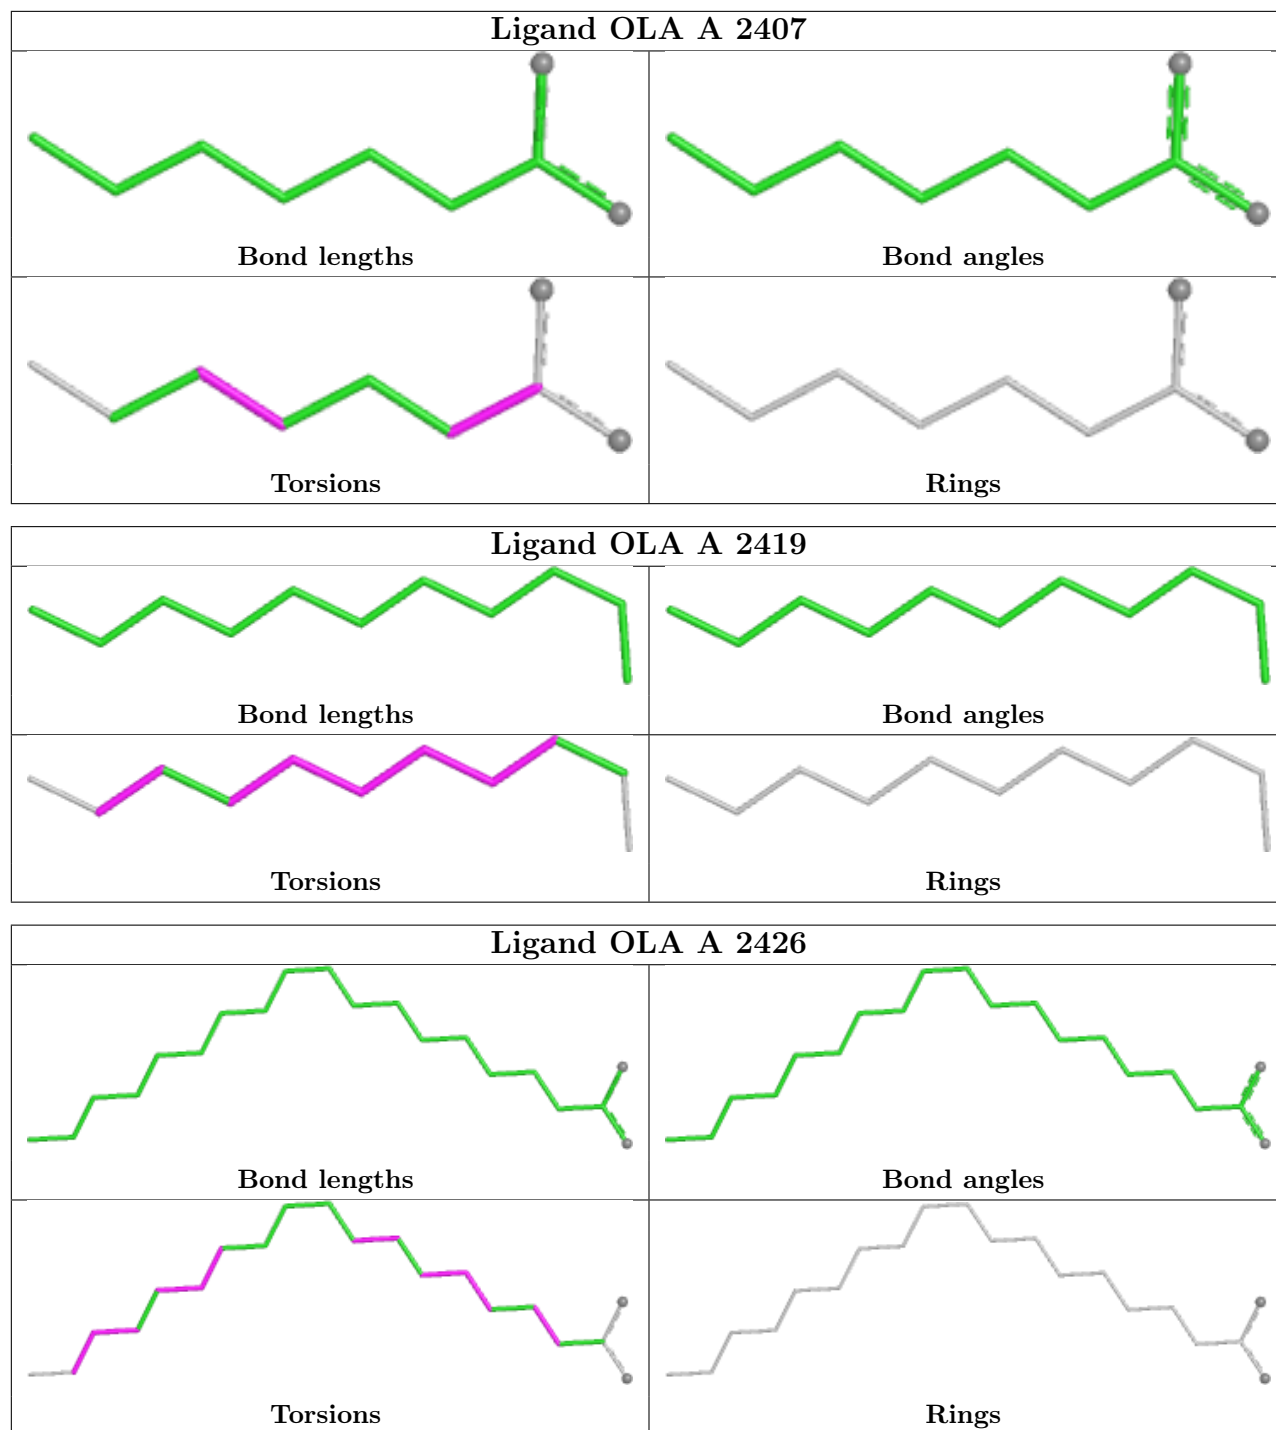 Ligand OLA A 2407
Bond lengths
Bond angles
Torsions
Rings
Ligand OLA A 2419
Bond lengths
Bond angles
Torsions
Rings
Ligand OLA A 2426
Bond lengths
Bond angles
Torsions
Rings